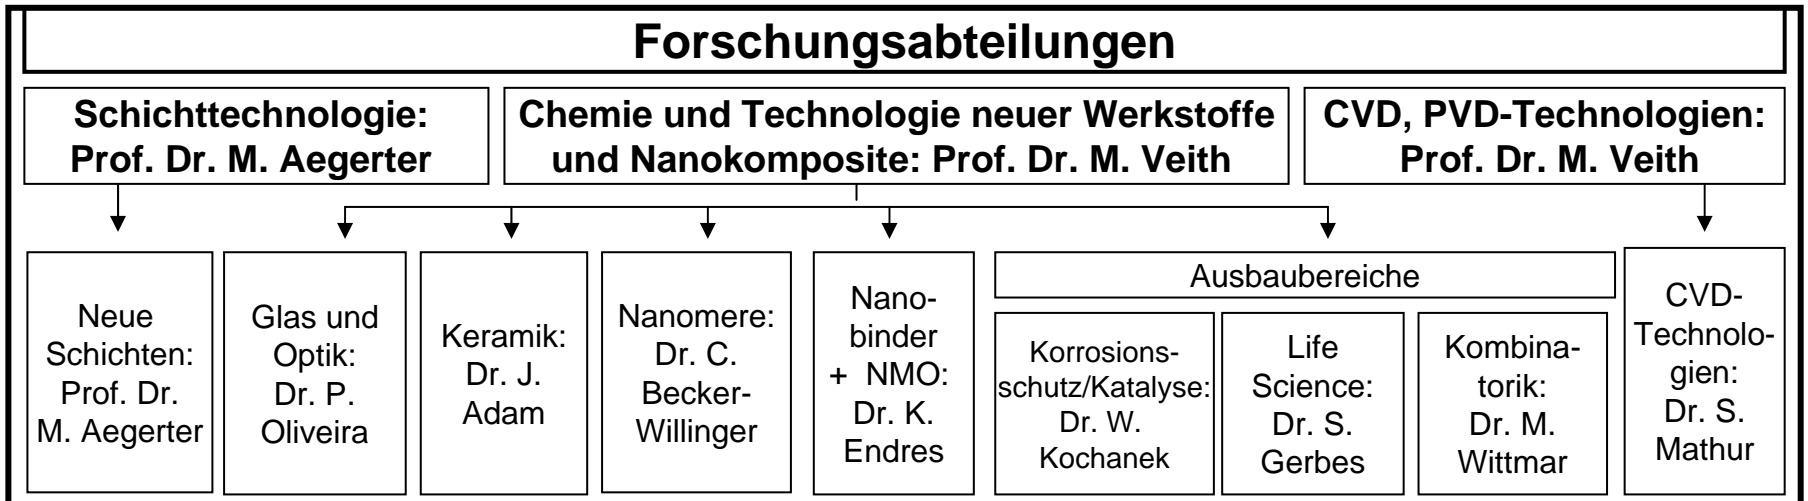 Forschungsabteilungen
Schichttechnologie:
Prof. Dr. M. Aegerter
Chemie und Technologie neuer Werkstoffe
und Nanokomposite: Prof. Dr. M. Veith
CVD, PVD-Technologien:
Prof. Dr. M. Veith
Neue
Schichten:
Prof. Dr.
M. Aegerter
Glas und
Optik:
Dr. P.
Oliveira
Keramik:
Dr. J.
Adam
Nanomere:
Dr. C.
Becker-
Willinger
Nano-
binder
+ NMO:
Dr. K.
Endres
Ausbaubereiche
Korrosions-
schutz/Katalyse:
Dr. W.
Kochanek
Life
Science:
Dr. S.
Gerbes
Kombina-
torik:
Dr. M.
Wittmar
CVD-
Technolo-
gien:
Dr. S.
Mathur